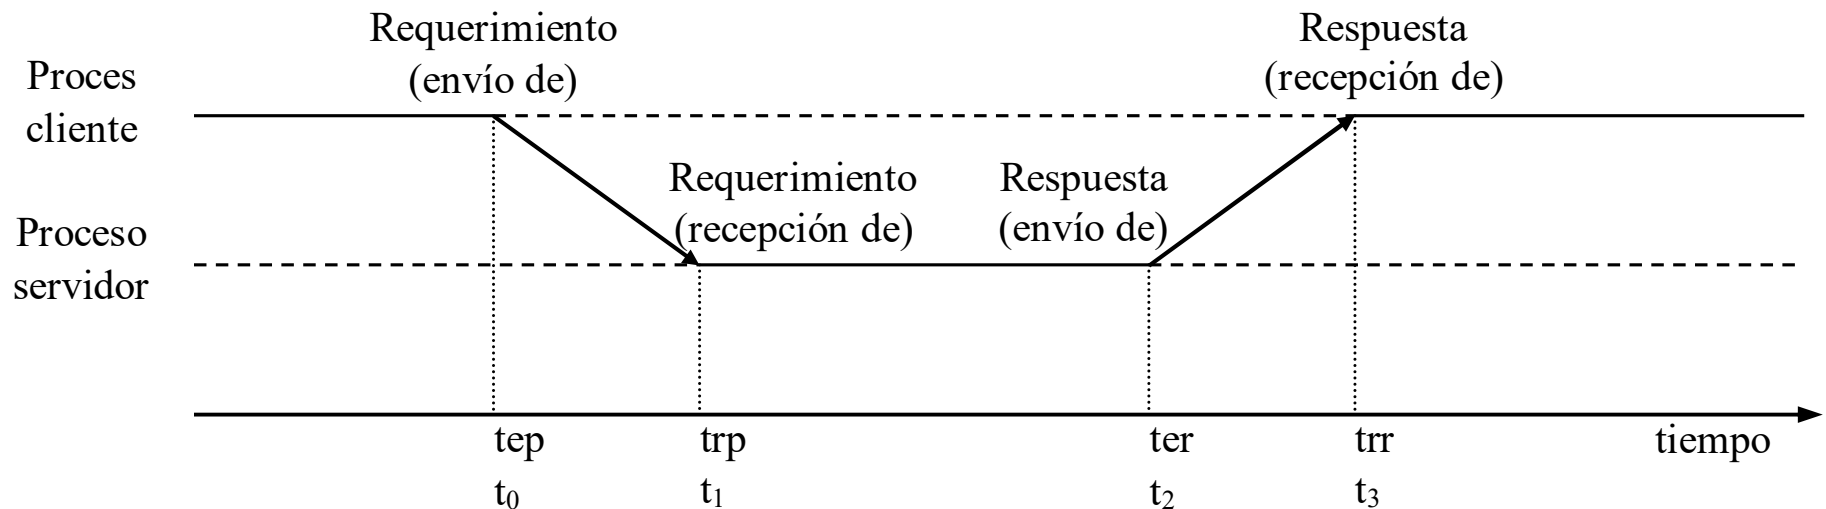 Requerimiento
(envío de)
Respuesta
(recepción de)
Proces
cliente
Requerimiento
(recepción de)
Respuesta
(envío de)
Proceso
servidor
tep
trp
ter
trr
tiempo
t0
t1
t2
t3